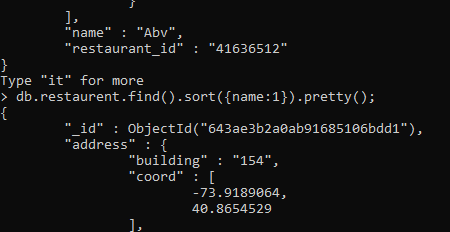 }
],
"name" : "Abv",
"restaurant_id" : "41636512"
}
Type "it" for more
> db.restaurent.find().sort({name:1}).pretty();
{
"_id" : ObjectId("643ae3b2a0ab91685106bdd1"),
"address" : {
"building" : "154",
"coord" : [
-73.9189064,
40.8654529
],